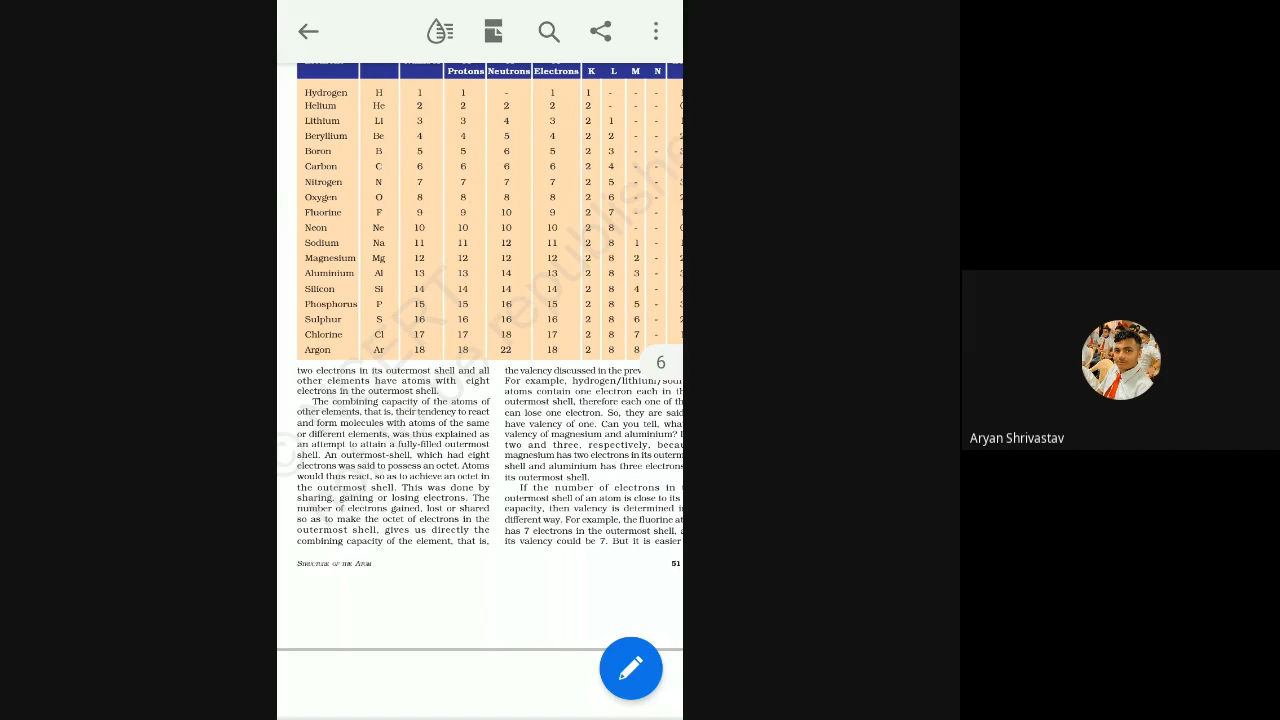 Protons Neutrons Electrons K L M N
Hydrogen H 1 1 - 1 1 - - -
Helium He 2 2 2 2 2 - - -
Lithium Li 3 3 4 3 2 1 - -
Beryllium Be 4 4 5 4 2 2 - -
Boron B 5 5 6 5 2 3 - -
Carbon C 6 6 6 6 2 4 - -
Nitrogen N 7 7 7 7 2 5 - -
Oxygen O 8 8 8 8 2 6 - -
Fluorine F 9 9 10 9 2 7 - -
Neon Ne 10 10 10 10 2 8 - -
Sodium Na 11 11 12 11 2 8 1 -
Magnesium Mg 12 12 12 12 2 8 2 -
Aluminium Al 13 13 14 13 2 8 3 -
Silicon Si 14 14 14 14 2 8 4 -
Phosphorus P 15 15 16 15 2 8 5 -
Sulphur S 16 16 16 16 2 8 6 -
Chlorine Cl 17 17 18 17 2 8 7 -
Argon Ar 18 18 22 18 2 8 8
6
two electrons in its outermost shell and all
other elements have atoms with eight
electrons in the outermost shell.
The combining capacity of the atoms of
other elements, that is, their tendency to react
and form molecules with atoms of the same
or different elements, was thus explained as
an attempt to attain a fully-filled outermost
shell. An outermost-shell, which had eight
electrons was said to possess an octet. Atoms
would thus react, so as to achieve an octet in
the outermost shell. This was done by
sharing, gaining or losing electrons. The
number of electrons gained, lost or shared
so as to make the octet of electrons in the
outermost shell, gives us directly the
combining capacity of the element, that is,
the valency discussed in the prev
For example, hydrogen/lithium/sodi
atoms contain one electron each in th
outermost shell, therefore each one of th
can lose one electron. So, they are said
have valency of one. Can you tell, wha
valency of magnesium and aluminium? I
two and three, respectively, becau
magnesium has two electrons in its outerm
shell and aluminium has three electrons
its outermost shell.
If the number of electrons in t
outermost shell of an atom is close to its
capacity, then valency is determined in
different way. For example, the fluorine at
has 7 electrons in the outermost shell, a
its valency could be 7. But it is easier
STRUCTURE OF THE ATOM
51
Aryan Shrivastav